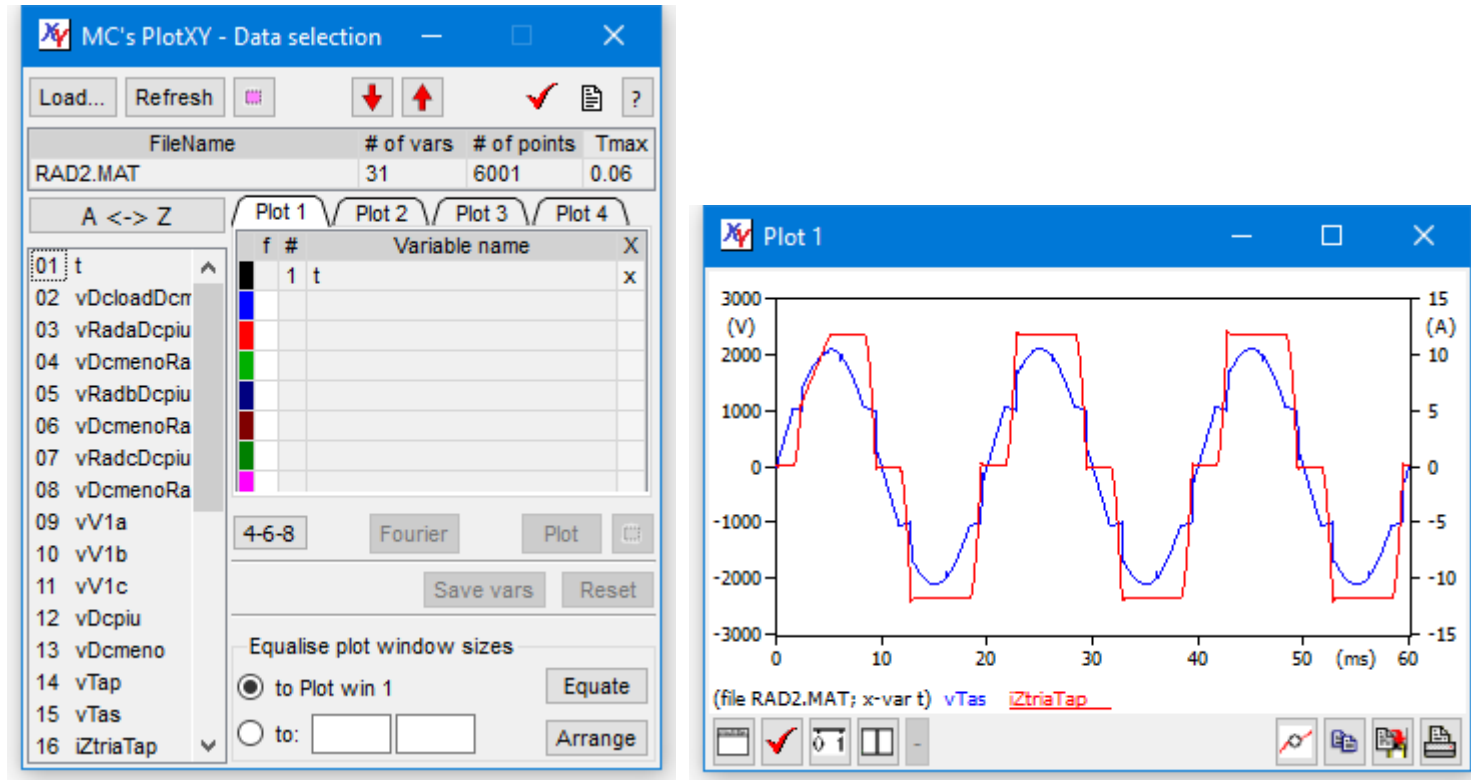 MC's PlotXY - Data selection
Load... Refresh ?
FileName # of vars # of points Tmax
RAD2.MAT 31 6001 0.06
A <-> Z
Plot 1 Plot 2 Plot 3 Plot 4
f # Variable name X
1 t x
01 t
02 vDcloadDcm
03 vRadaDcpiu
04 vDcmenoRa
05 vRadbDcpiu
06 vDcmenoRa
07 vRadcDcpiu
08 vDcmenoRa
09 vV1a
10 vV1b
11 vV1c
12 vDcpiu
13 vDcmeno
14 vTap
15 vTas
16 iZtriaTap
4-6-8 Fourier Plot
Save vars Reset
Equalise plot window sizes
to Plot win 1 Equate
to: Arrange
Plot 1
3000 15
(V) (A)
2000 10
1000 5
0 0
-1000 -5
-2000 -10
-3000 -15
0 10 20 30 40 50 (ms) 60
(file RAD2.MAT; x-var t) vTas iZtriaTap
0 1
-